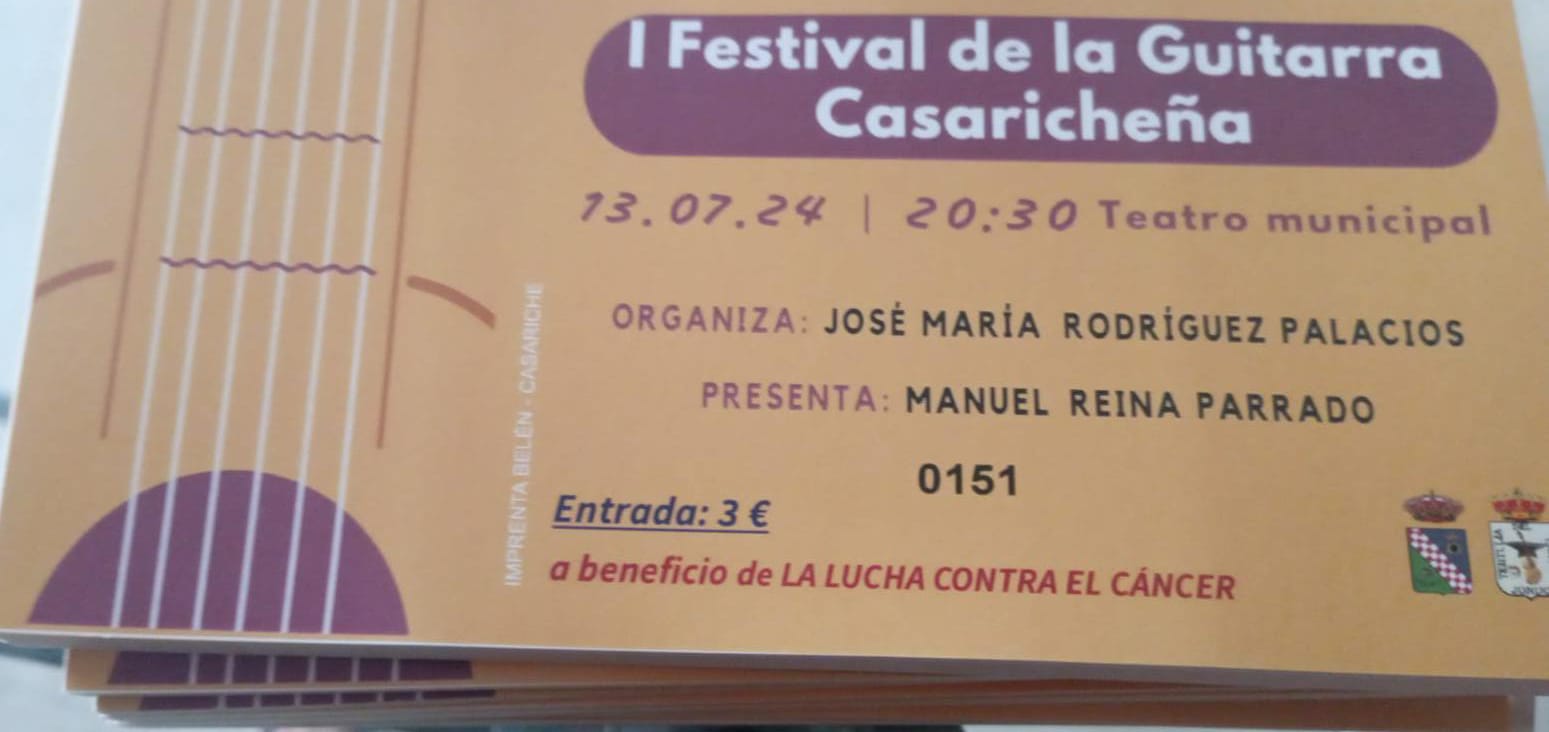 I Festival de la Guitarra
Casaricheña
13.07.24 | 20:30 Teatro municipal
ORGANIZA: JOSÉ MARÍA RODRÍGUEZ PALACIOS
PRESENTA: MANUEL REINA PARRADO
0151
Entrada: 3 €
a beneficio de LA LUCHA CONTRA EL CÁNCER
IMPRENTA BELÉN - CASARICHE